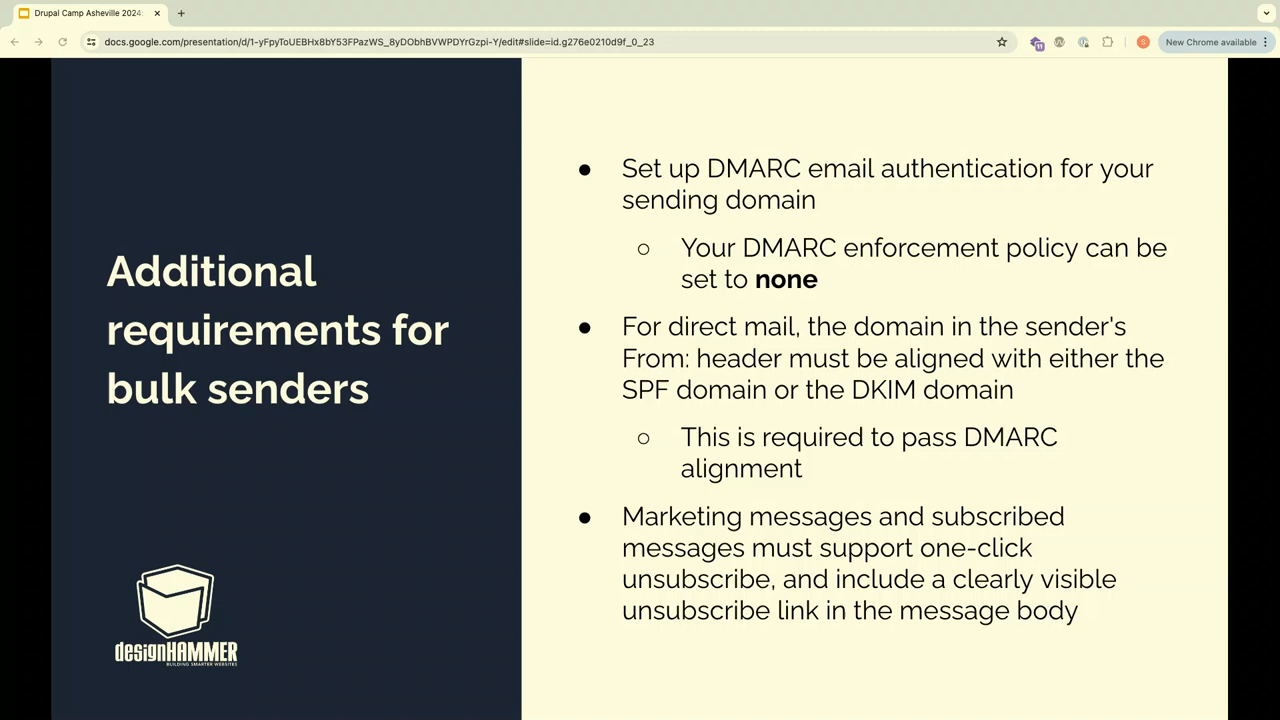 Drupal Camp Asheville 2024:
docs.google.com/presentation/d/1-yFpyToUEBHx8bY53FPazWS_8yDObhBVWPDYrGzpi-Y/edit#slide=id.g276e0210d9f_0_23
11
S
New Chrome available
Additional
requirements for
bulk senders
designHAMMER
BUILDING SMARTER WEBSITES
● Set up DMARC email authentication for your
sending domain
○ Your DMARC enforcement policy can be
set to none
● For direct mail, the domain in the sender's
From: header must be aligned with either the
SPF domain or the DKIM domain
○ This is required to pass DMARC
alignment
● Marketing messages and subscribed
messages must support one-click
unsubscribe, and include a clearly visible
unsubscribe link in the message body